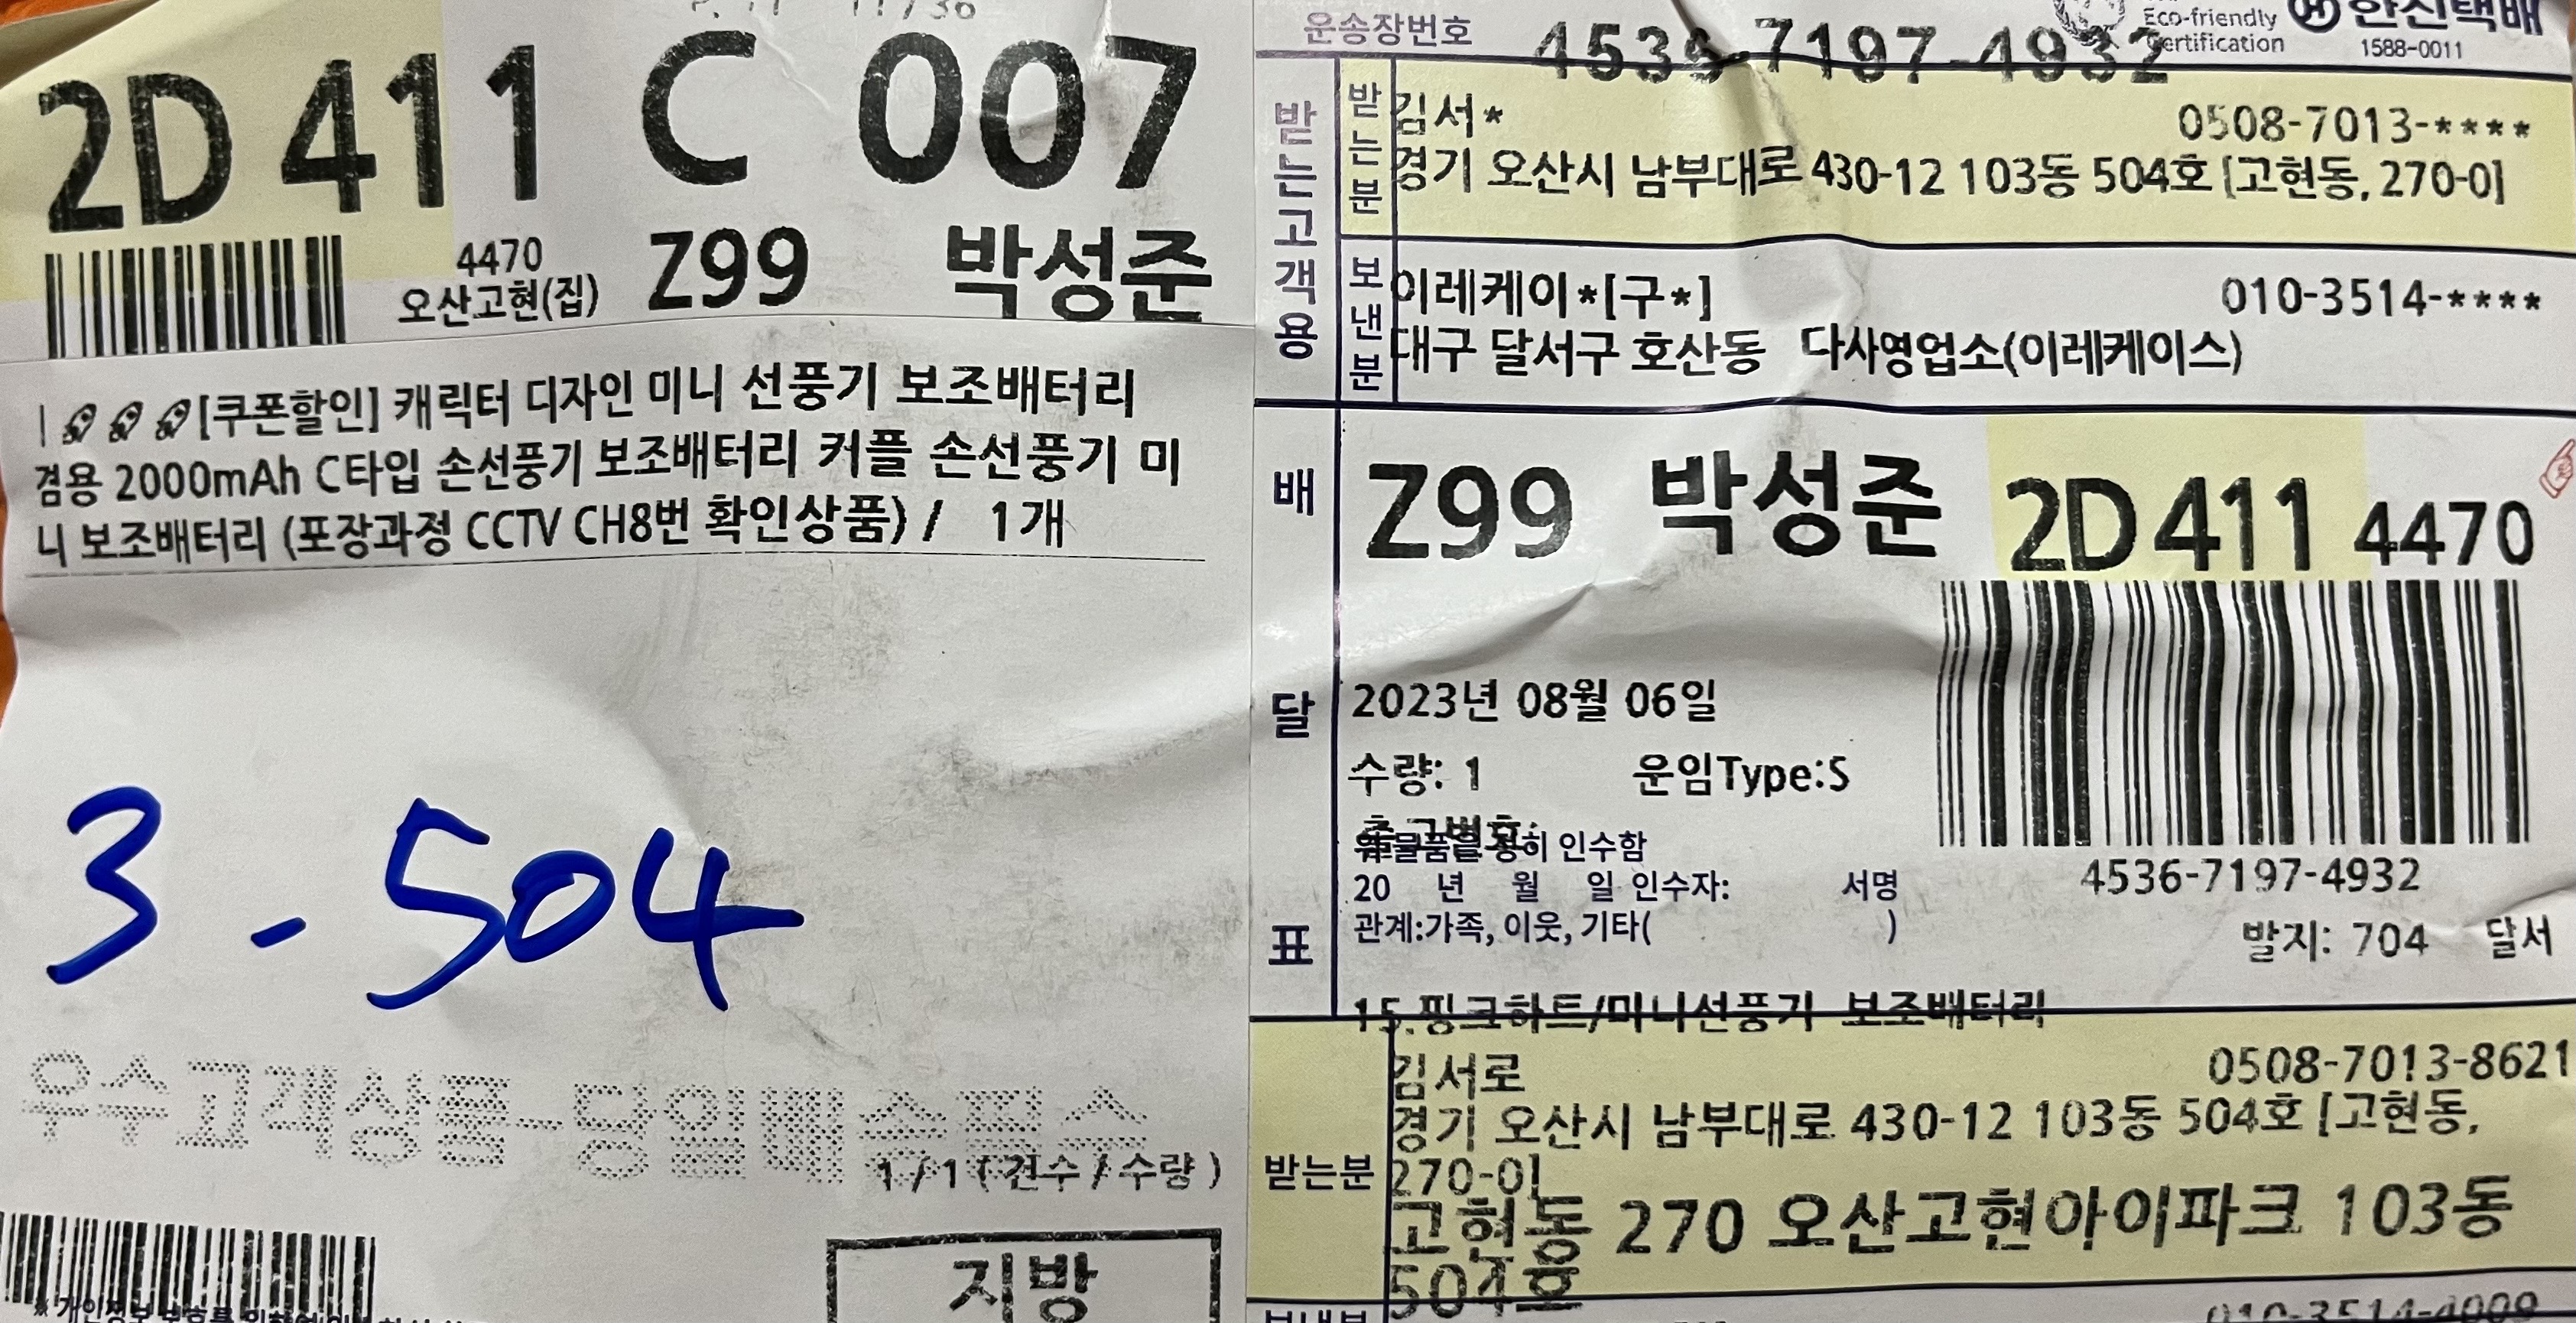 2D 411 C 007
4470
오산고현(집)
Z99 박성준
[쿠폰할인] 캐릭터 디자인 미니 선풍기 보조배터리
겸용 2000mAh C타입 손선풍기 보조배터리 커플 손선풍기 미
니 보조배터리 (포장과정 CCTV CH8번 확인상품) / 1개
3 - 504
우수고객상품-당일배송필수
1 / 1 ( 건수 / 수량 )
지방
운송장번호 4536-7197-4932
Eco-friendly
Certification
한진택배
1588-0011
받는고객용
받는분
김서* 0508-7013-****
경기 오산시 남부대로 430-12 103동 504호 [고현동, 270-0]
보낸분
이레케이*[구*] 010-3514-****
대구 달서구 호산동 다사영업소(이레케이스)
배달표
Z99 박성준 2D 411 4470
2023년 08월 06일
수량: 1 운임Type:S
출고번호:
위 물품을 정히 인수함
20 년 월 일 인수자: 서명
관계:가족, 이웃, 기타( )
4536-7197-4932
발지: 704 달서
15.핑크하트/미니선풍기 보조배터리
받는분
김서로 0508-7013-8621
경기 오산시 남부대로 430-12 103동 504호 [고현동,
270-0]
고현동 270 오산고현아이파크 103동
504호
010-3514-4009